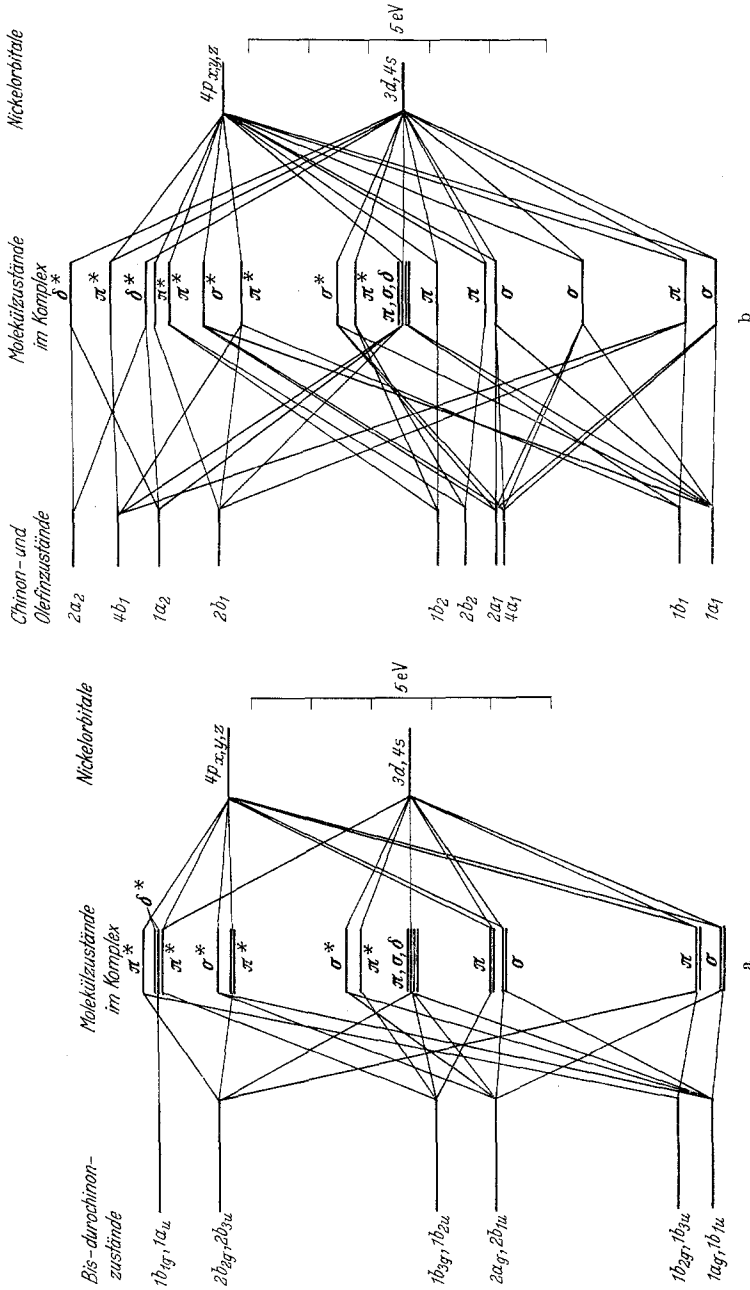 Chinon- und
Olefinzustände
Molekülzustände
im Komplex
Nickelorbitale
2a2
4b1
1a2
2b1
1b2
2b2
2a1
4a1
1b1
1a1
δ*
π*
δ*
π*
π*
σ*
π*
σ*
π*
π, σ, δ
π
π
σ
σ
π
σ
4px,y,z
3d, 4s
5 eV
b
Bis-durochinon-
zustände
Molekülzustände
im Komplex
Nickelorbitale
1b1g, 1au
2b2g, 2b3u
1b3g, 1b2u
2ag, 2b1u
1b2g, 1b3u
1ag, 1b1u
π*
δ*
π*
σ*
π*
σ*
π*
π, σ, δ
π
σ
π
σ
4px,y,z
3d, 4s
5 eV
a